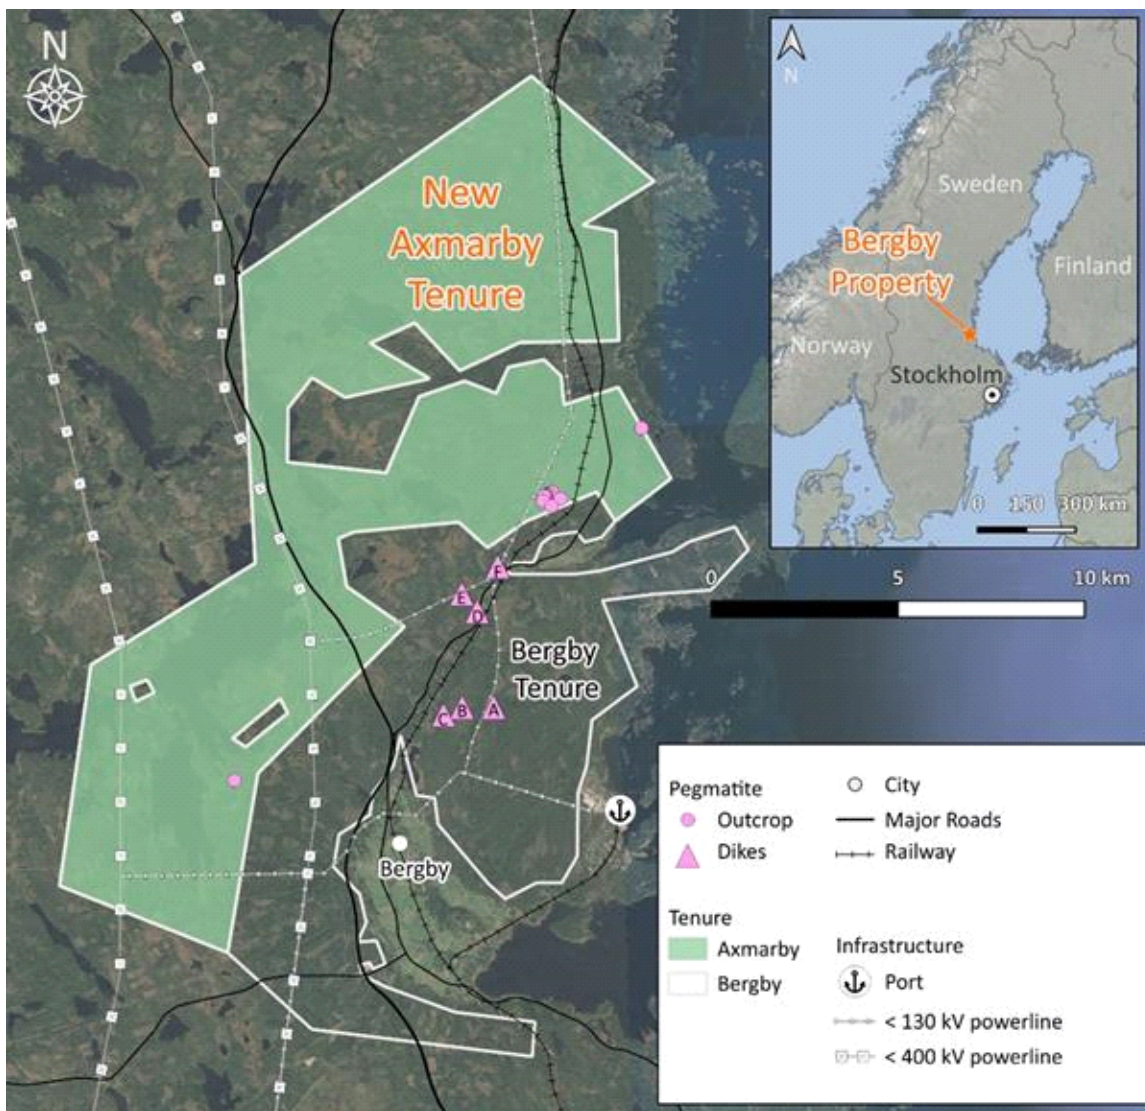 N
New
Axmarby
Tenure
F
E
D
Bergby
Tenure
C
B
A
Bergby
N
Sweden
Bergby
Property
Finland
Norway
Stockholm
0 150 300 km
0 5 10 km
Pegmatite
Outcrop
Dikes
City
Major Roads
Railway
Tenure
Axmarby
Bergby
Infrastructure
Port
< 130 kV powerline
< 400 kV powerline